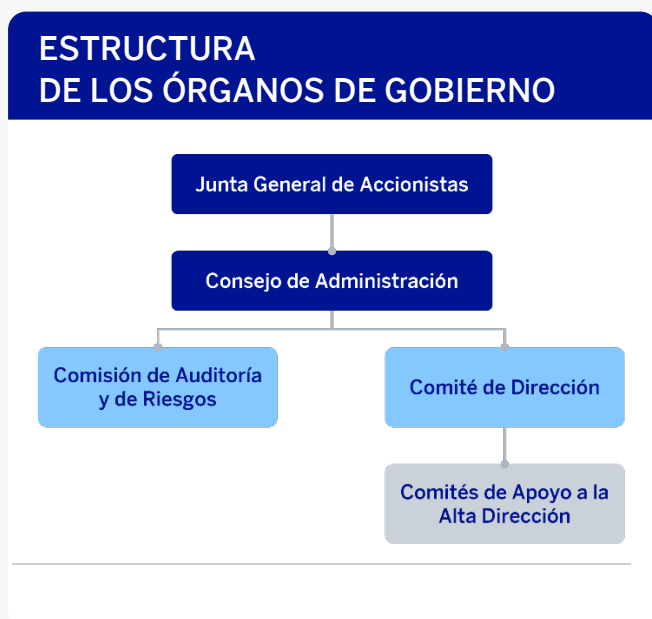 ESTRUCTURA
DE LOS ÓRGANOS DE GOBIERNO
Junta General de Accionistas
Consejo de Administración
Comisión de Auditoría
y de Riesgos
Comité de Dirección
Comités de Apoyo a la
Alta Dirección